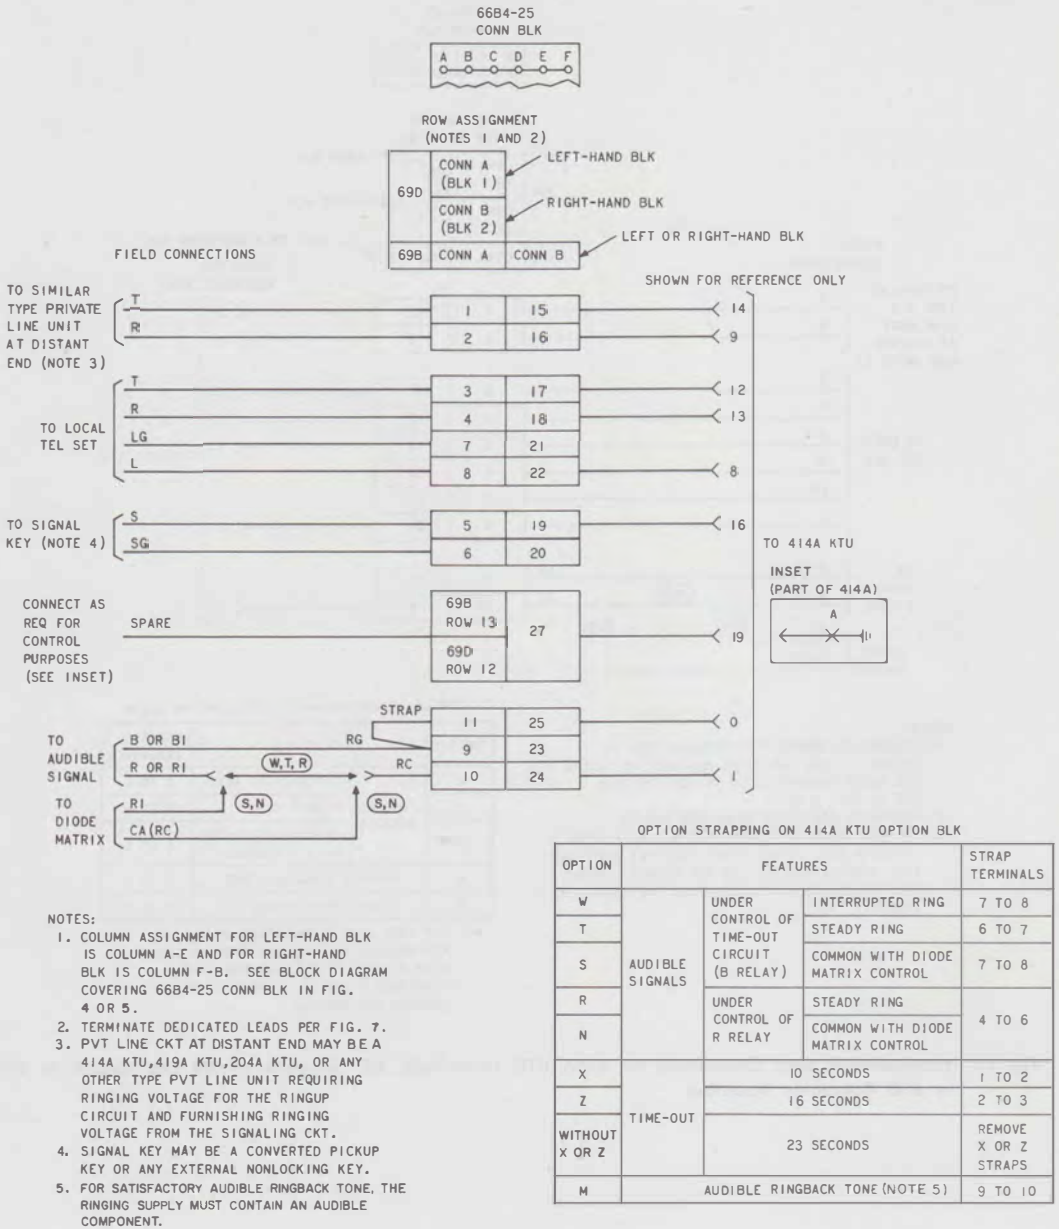 66B4-25
CONN BLK
A B C D E F
ROW ASSIGNMENT
(NOTES 1 AND 2)
69D
CONN A
(BLK 1)
LEFT-HAND BLK
CONN B
(BLK 2)
RIGHT-HAND BLK
69B CONN A CONN B
LEFT OR RIGHT-HAND BLK
FIELD CONNECTIONS
SHOWN FOR REFERENCE ONLY
TO SIMILAR
TYPE PRIVATE
LINE UNIT
AT DISTANT
END (NOTE 3)
T 1 15 14
R 2 16 9
TO LOCAL
TEL SET
T 3 17 12
R 4 18 13
LG 7 21
L 8 22 8
TO SIGNAL
KEY (NOTE 4)
S 5 19 16
SG 6 20
TO 414A KTU
INSET
(PART OF 414A)
A
CONNECT AS
REQ FOR
CONTROL
PURPOSES
(SEE INSET)
SPARE
69B
ROW 13
69D
ROW 12
27
19
STRAP
11 25 0
TO
AUDIBLE
SIGNAL
B OR B1 RG 9 23
R OR R1 W,T,R RC 10 24 1
TO
DIODE
MATRIX
R1 S,N S,N
CA(RC)
OPTION STRAPPING ON 414A KTU OPTION BLK
OPTION FEATURES STRAP
TERMINALS
W AUDIBLE
SIGNALS UNDER
CONTROL OF
TIME-OUT
CIRCUIT
(B RELAY) INTERRUPTED RING 7 TO 8
T STEADY RING 6 TO 7
S COMMON WITH DIODE
MATRIX CONTROL 7 TO 8
R UNDER
CONTROL OF
R RELAY STEADY RING 4 TO 6
N COMMON WITH DIODE
MATRIX CONTROL
X TIME-OUT 10 SECONDS 1 TO 2
Z 16 SECONDS 2 TO 3
WITHOUT
X OR Z 23 SECONDS REMOVE
X OR Z
STRAPS
M AUDIBLE RINGBACK TONE (NOTE 5) 9 TO 10
NOTES:
1. COLUMN ASSIGNMENT FOR LEFT-HAND BLK
IS COLUMN A-E AND FOR RIGHT-HAND
BLK IS COLUMN F-B. SEE BLOCK DIAGRAM
COVERING 66B4-25 CONN BLK IN FIG.
4 OR 5.
2. TERMINATE DEDICATED LEADS PER FIG. 7.
3. PVT LINE CKT AT DISTANT END MAY BE A
414A KTU,419A KTU,204A KTU, OR ANY
OTHER TYPE PVT LINE UNIT REQUIRING
RINGING VOLTAGE FOR THE RINGUP
CIRCUIT AND FURNISHING RINGING
VOLTAGE FROM THE SIGNALING CKT.
4. SIGNAL KEY MAY BE A CONVERTED PICKUP
KEY OR ANY EXTERNAL NONLOCKING KEY.
5. FOR SATISFACTORY AUDIBLE RINGBACK TONE, THE
RINGING SUPPLY MUST CONTAIN AN AUDIBLE
COMPONENT.